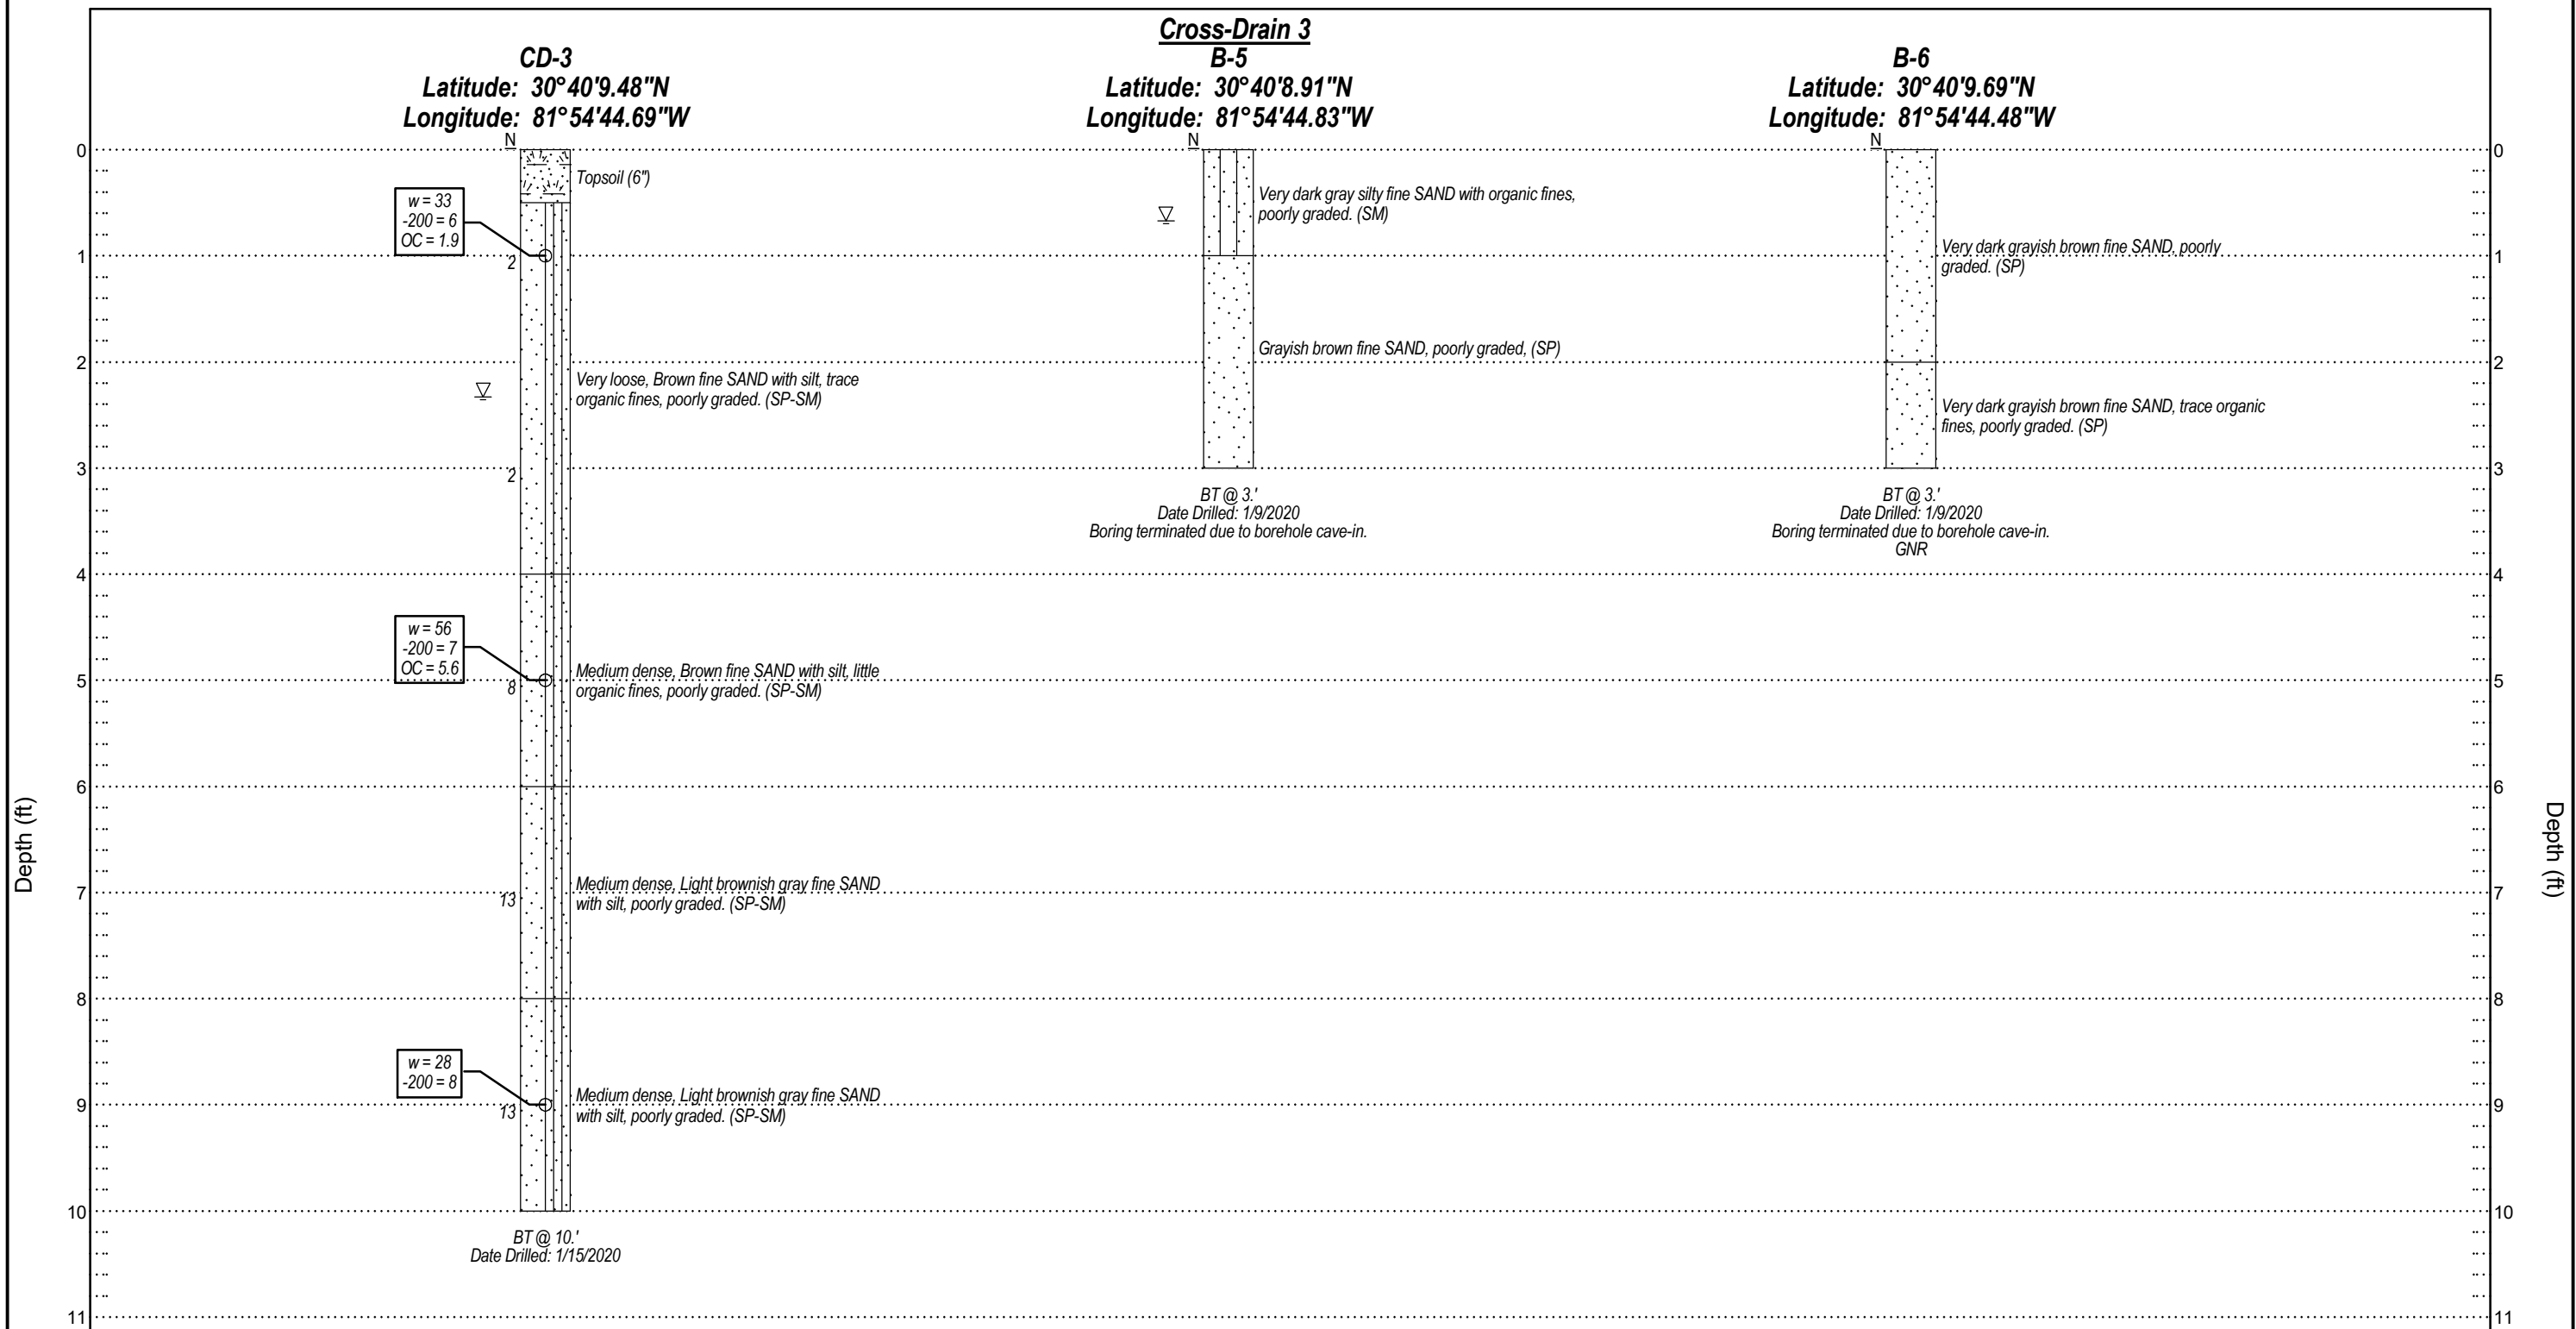 Cross-Drain 3
CD-3
Latitude: 30°40'9.48"N
Longitude: 81°54'44.69"W
B-5
Latitude: 30°40'8.91"N
Longitude: 81°54'44.83"W
B-6
Latitude: 30°40'9.69"N
Longitude: 81°54'44.48"W
N
N
N
0
1
2
3
4
5
6
7
8
9
10
11
Depth (ft)
w = 33
-200 = 6
OC = 1.9
w = 56
-200 = 7
OC = 5.6
w = 28
-200 = 8
2
2
8
13
13
Topsoil (6")
Very loose, Brown fine SAND with silt, trace
organic fines, poorly graded. (SP-SM)
Medium dense, Brown fine SAND with silt, little
organic fines, poorly graded. (SP-SM)
Medium dense, Light brownish gray fine SAND
with silt, poorly graded. (SP-SM)
Medium dense, Light brownish gray fine SAND
with silt, poorly graded. (SP-SM)
BT @ 10.'
Date Drilled: 1/15/2020
Very dark gray silty fine SAND with organic fines,
poorly graded. (SM)
Grayish brown fine SAND, poorly graded, (SP)
BT @ 3.'
Date Drilled: 1/9/2020
Boring terminated due to borehole cave-in.
Very dark grayish brown fine SAND, poorly
graded. (SP)
Very dark grayish brown fine SAND, trace organic
fines, poorly graded. (SP)
BT @ 3.'
Date Drilled: 1/9/2020
Boring terminated due to borehole cave-in.
GNR
0
1
2
3
4
5
6
7
8
9
10
11
Depth (ft)